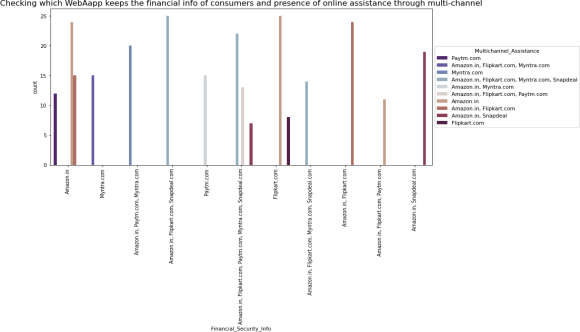 Checking which WebAapp keeps the financial info of consumers and presence of online assistance through multi-channel
25
20
15
10
5
0
count
Multichannel_Assistance
Paytm.com
Amazon.in, Flipkart.com, Myntra.com
Myntra.com
Amazon.in, Flipkart.com, Myntra.com, Snapdeal
Amazon.in, Myntra.com
Amazon.in, Flipkart.com, Paytm.com
Amazon.in
Amazon.in, Flipkart.com
Amazon.in, Snapdeal
Flipkart.com
Amazon.in
Myntra.com
Amazon.in, Paytm.com, Myntra.com
Amazon.in, Flipkart.com, Snapdeal.com
Paytm.com
Amazon.in, Flipkart.com, Paytm.com, Myntra.com, Snapdeal.com
Flipkart.com
Amazon.in, Flipkart.com, Myntra.com, Snapdeal.com
Amazon.in, Flipkart.com
Amazon.in, Flipkart.com, Paytm.com
Amazon.in, Snapdeal.com
Financial_Security_Info